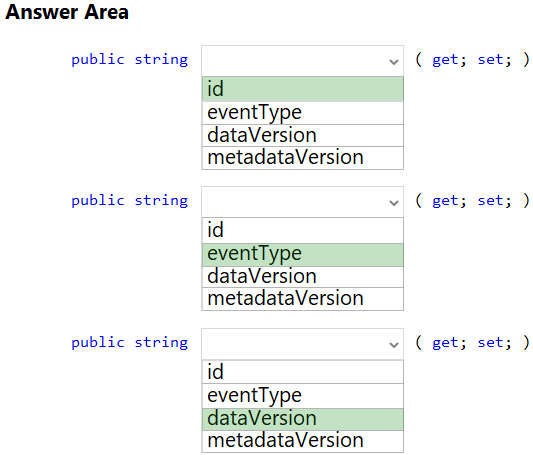 Answer Area
public string ( get; set; )
id
eventType
dataVersion
metadataVersion
public string ( get; set; )
id
eventType
dataVersion
metadataVersion
public string ( get; set; )
id
eventType
dataVersion
metadataVersion